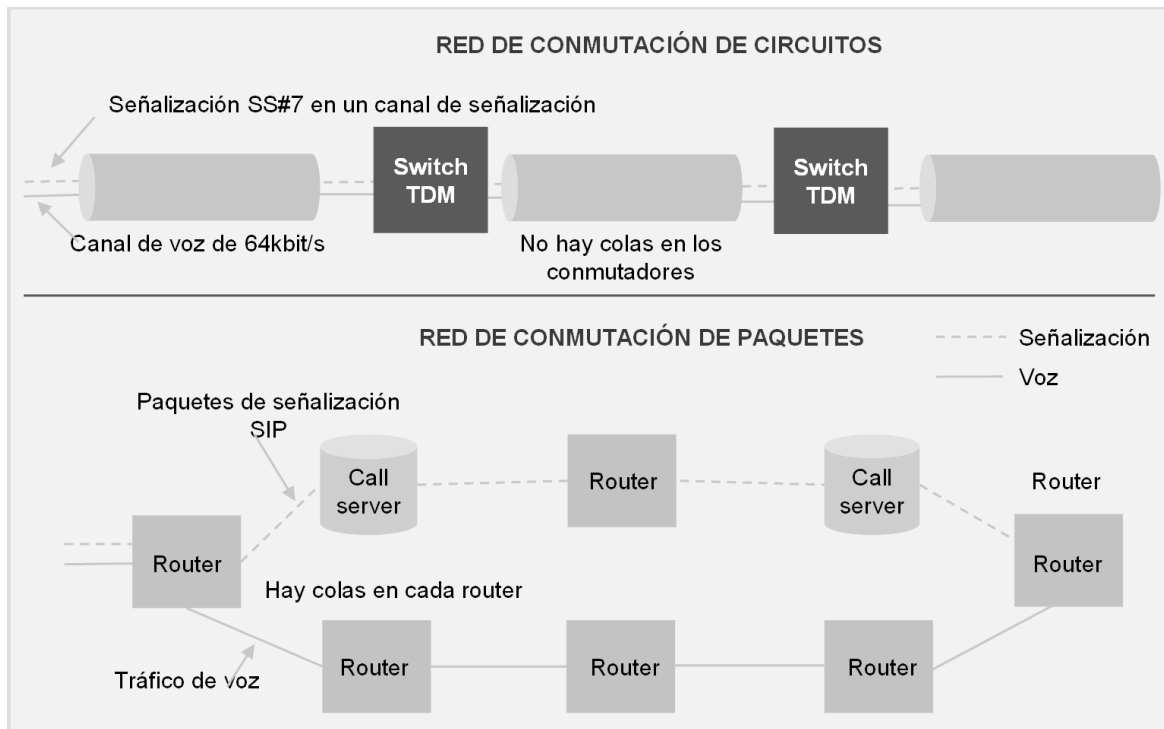 RED DE CONMUTACIÓN DE CIRCUITOS
Señalización SS#7 en un canal de señalización
Switch
TDM
Switch
TDM
Canal de voz de 64kbit/s
No hay colas en los
conmutadores
RED DE CONMUTACIÓN DE PAQUETES
Señalización
Voz
Paquetes de señalización
SIP
Call
server
Router
Call
server
Router
Router
Router
Hay colas en cada router
Router
Router
Router
Tráfico de voz